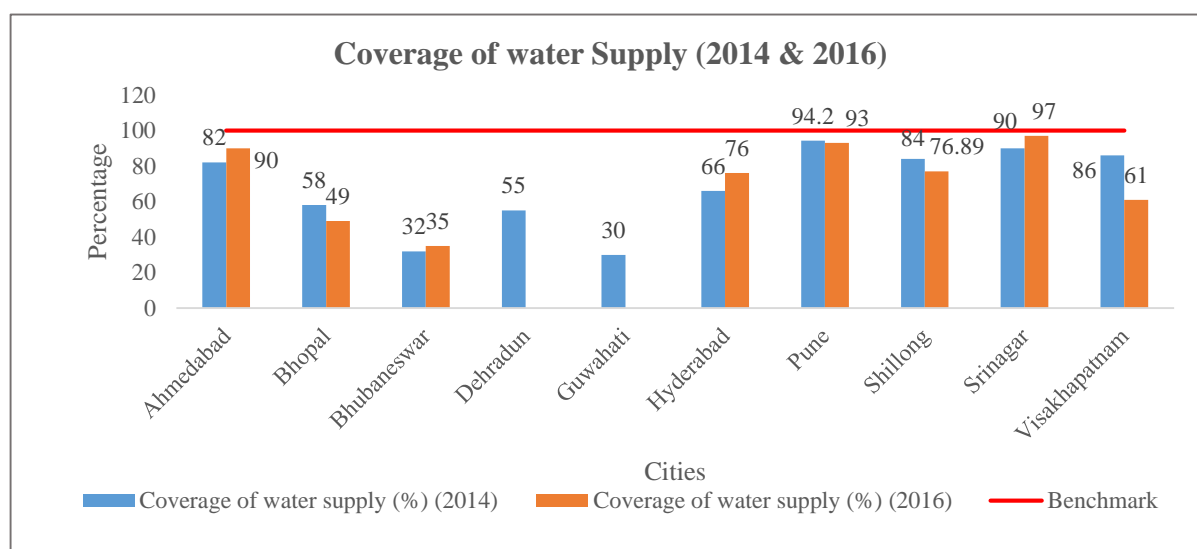 Coverage of water Supply (2014 & 2016)
Percentage
120
100
80
60
40
20
0
82
90
58
49
32
35
55
30
66
76
94.2
93
84
76.89
90
97
86
61
Ahmedabad
Bhopal
Bhubaneswar
Dehradun
Guwahati
Hyderabad
Pune
Shillong
Srinagar
Visakhapatnam
Cities
Coverage of water supply (%) (2014)
Coverage of water supply (%) (2016)
Benchmark